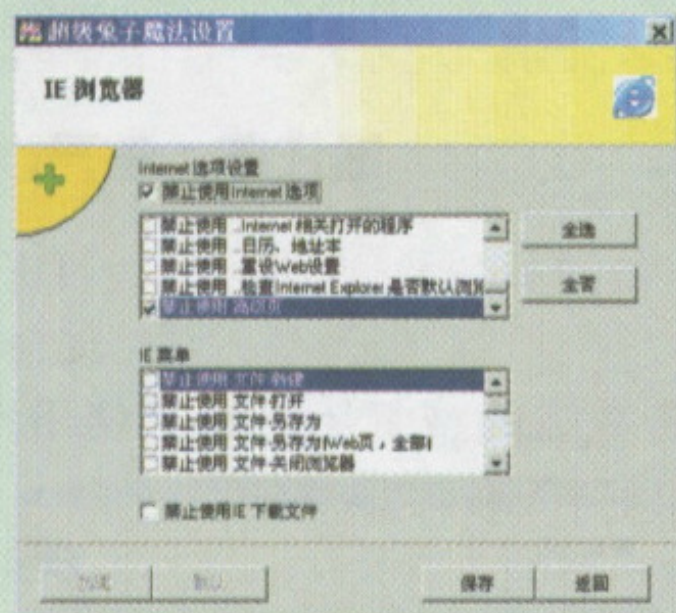 超级兔子魔法设置
IE 浏览器
Internet 选项设置
禁止使用Internet 选项
禁止使用 ..Internet 相关打开的程序
禁止使用 ..日历、地址本
禁止使用 ..重设Web设置
禁止使用 ..检查Internet Explorer 是否默认浏览
禁止使用 高级页
全选
全否
IE 菜单
禁止使用 文件-新建
禁止使用 文件-打开
禁止使用 文件-另存为
禁止使用 文件-另存为(Web页，全部)
禁止使用 文件-关闭浏览器
禁止使用IE 下载文件
保存
返回